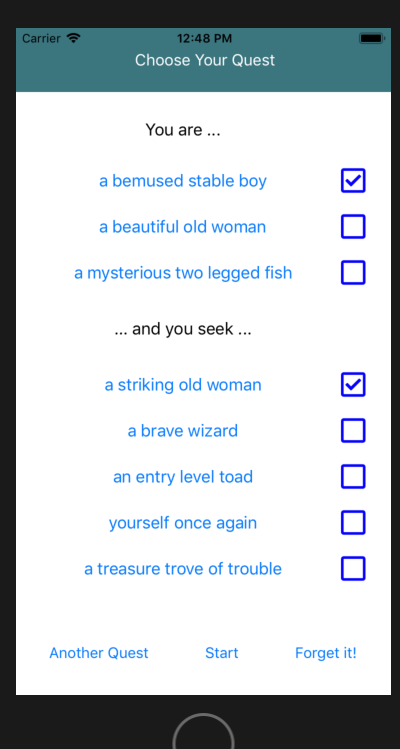 Carrier 12:48 PM
Choose Your Quest
You are ...
a bemused stable boy
a beautiful old woman
a mysterious two legged fish
... and you seek ...
a striking old woman
a brave wizard
an entry level toad
yourself once again
a treasure trove of trouble
Another Quest Start Forget it!